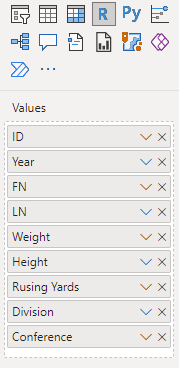 R Py
Values
ID
Year
FN
LN
Weight
Height
Rusing Yards
Division
Conference